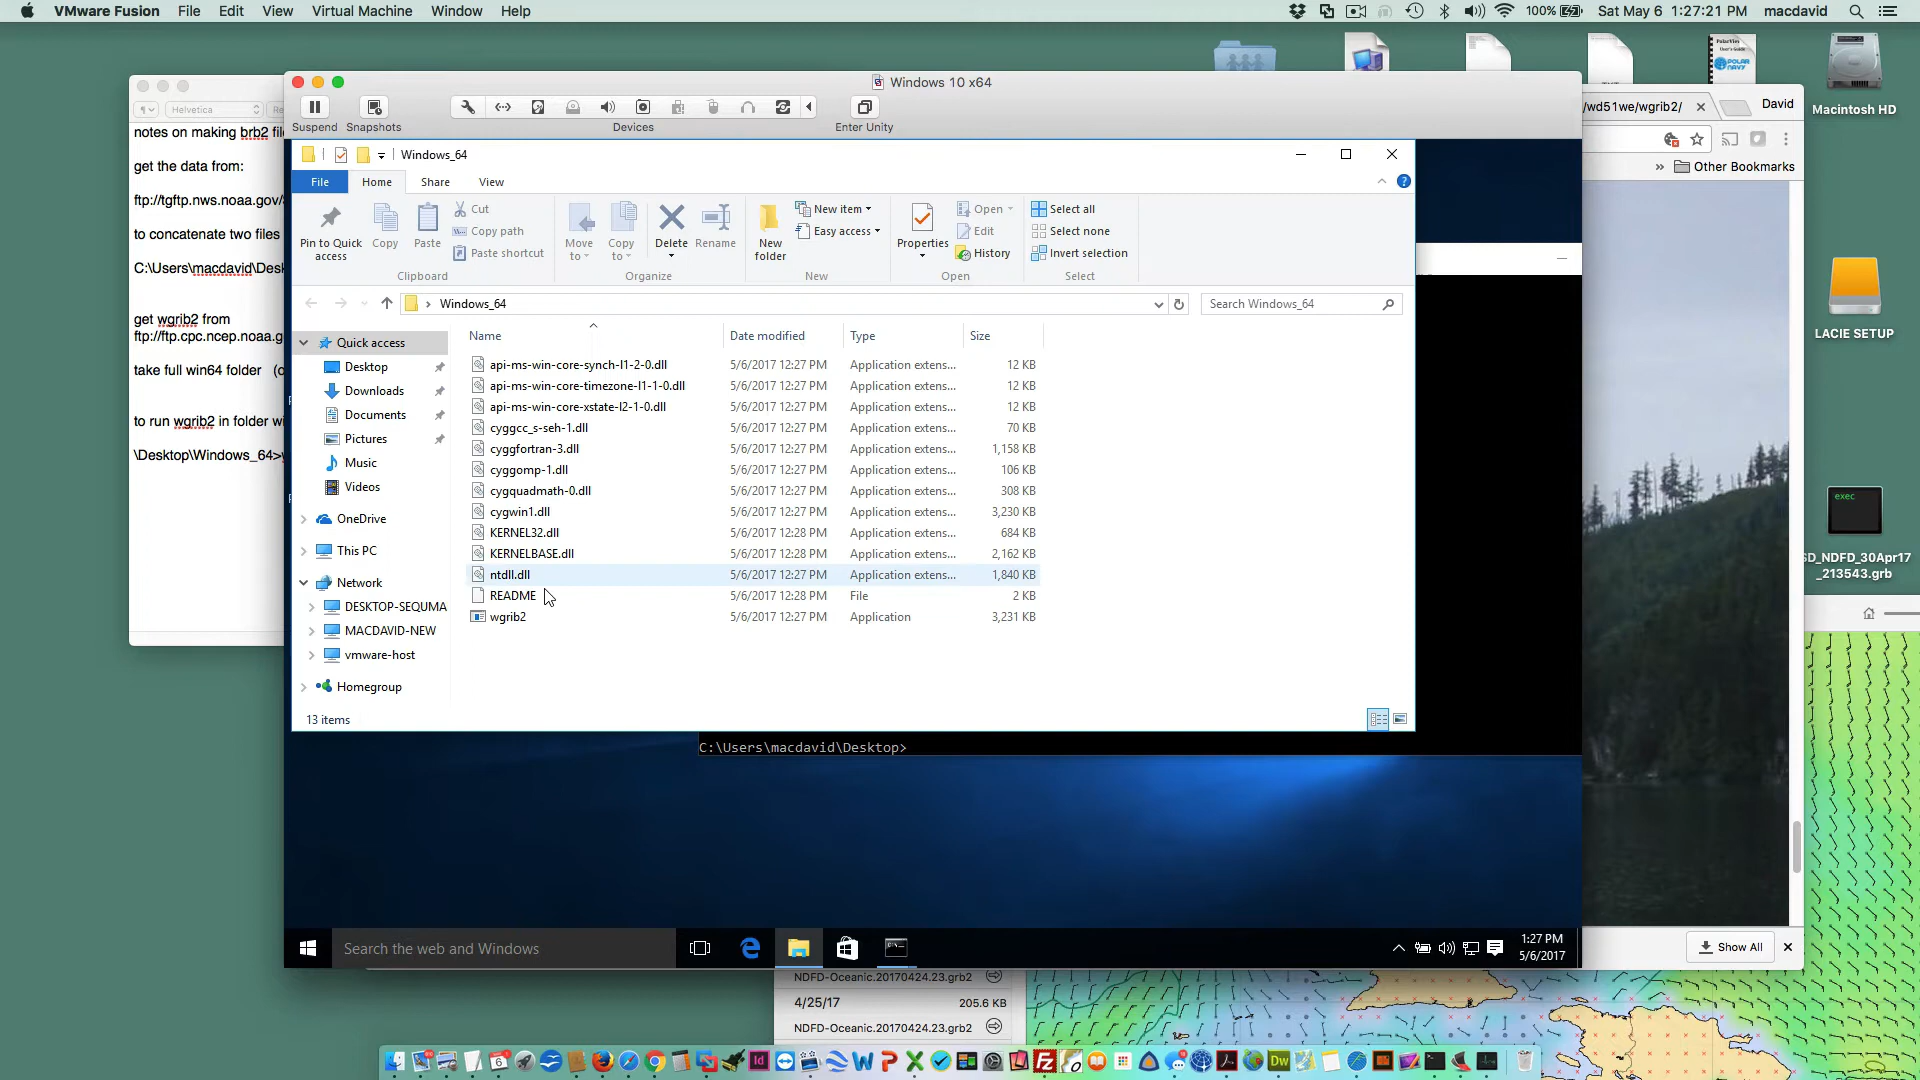 VMware Fusion File Edit View Virtual Machine Window Help
100% Sat May 6 1:27:21 PM macdavid
Windows 10 x64
Suspend Snapshots Devices Enter Unity
Helvetica
notes on making brb2
get the data from:
ftp://tgftp.nws.noaa.gov/
to concatenate two files
C:\Users\macdavid\Desk
get wgrib2 from
ftp://ftp.cpc.ncep.noaa.g
take full win64 folder
to run wgrib2 in folder
\Desktop\Windows_64>
Windows_64
File Home Share View
Pin to Quick access
Copy
Paste
Cut
Copy path
Paste shortcut
Clipboard
Move to
Copy to
Delete
Rename
Organize
New folder
New item
Easy access
New
Properties
Open
Edit
History
Open
Select all
Select none
Invert selection
Select
Windows_64
Search Windows_64
Quick access
Desktop
Downloads
Documents
Pictures
Music
Videos
OneDrive
This PC
Network
DESKTOP-SEQUMA
MACDAVID-NEW
vmware-host
Homegroup
Name Date modified Type Size
api-ms-win-core-synch-l1-2-0.dll 5/6/2017 12:27 PM Application extens... 12 KB
api-ms-win-core-timezone-l1-1-0.dll 5/6/2017 12:27 PM Application extens... 12 KB
api-ms-win-core-xstate-l2-1-0.dll 5/6/2017 12:27 PM Application extens... 12 KB
cyggcc_s-seh-1.dll 5/6/2017 12:27 PM Application extens... 70 KB
cyggfortran-3.dll 5/6/2017 12:27 PM Application extens... 1,158 KB
cyggomp-1.dll 5/6/2017 12:27 PM Application extens... 106 KB
cygquadmath-0.dll 5/6/2017 12:27 PM Application extens... 308 KB
cygwin1.dll 5/6/2017 12:27 PM Application extens... 3,230 KB
KERNEL32.dll 5/6/2017 12:28 PM Application extens... 684 KB
KERNELBASE.dll 5/6/2017 12:28 PM Application extens... 2,162 KB
ntdll.dll 5/6/2017 12:27 PM Application extens... 1,840 KB
README 5/6/2017 12:28 PM File 2 KB
wgrib2 5/6/2017 12:27 PM Application 3,231 KB
13 items
C:\Users\macdavid\Desktop>
Search the web and Windows
1:27 PM
5/6/2017
/wd51we/wgrib2/
David
Other Bookmarks
Show All
Macintosh HD
LACIE SETUP
exec
SD_NDFD_30Apr17
_213543.grb
NDFD-Oceanic.20170424.23.grb2
4/25/17 205.6 KB
NDFD-Oceanic.20170424.23.grb2